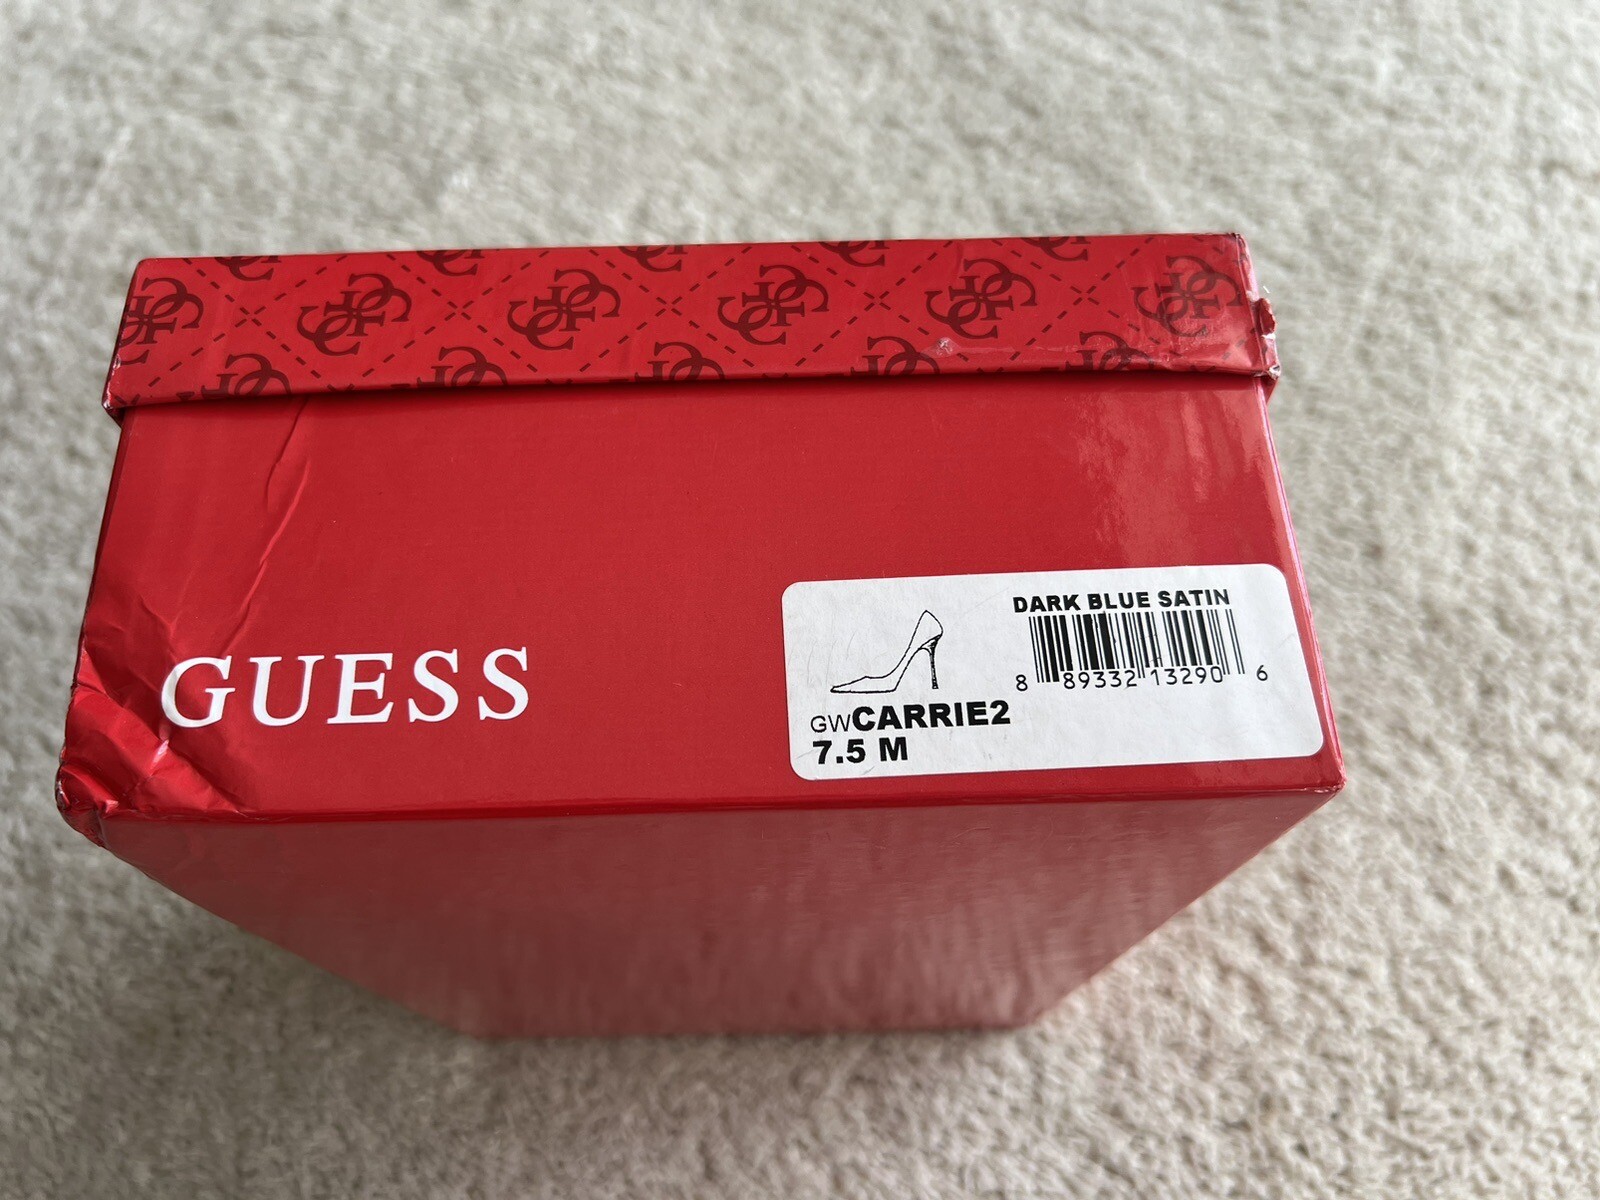 GUESS
DARK BLUE SATIN
8 89332 13290 6
GWCARRIE2
7.5 M